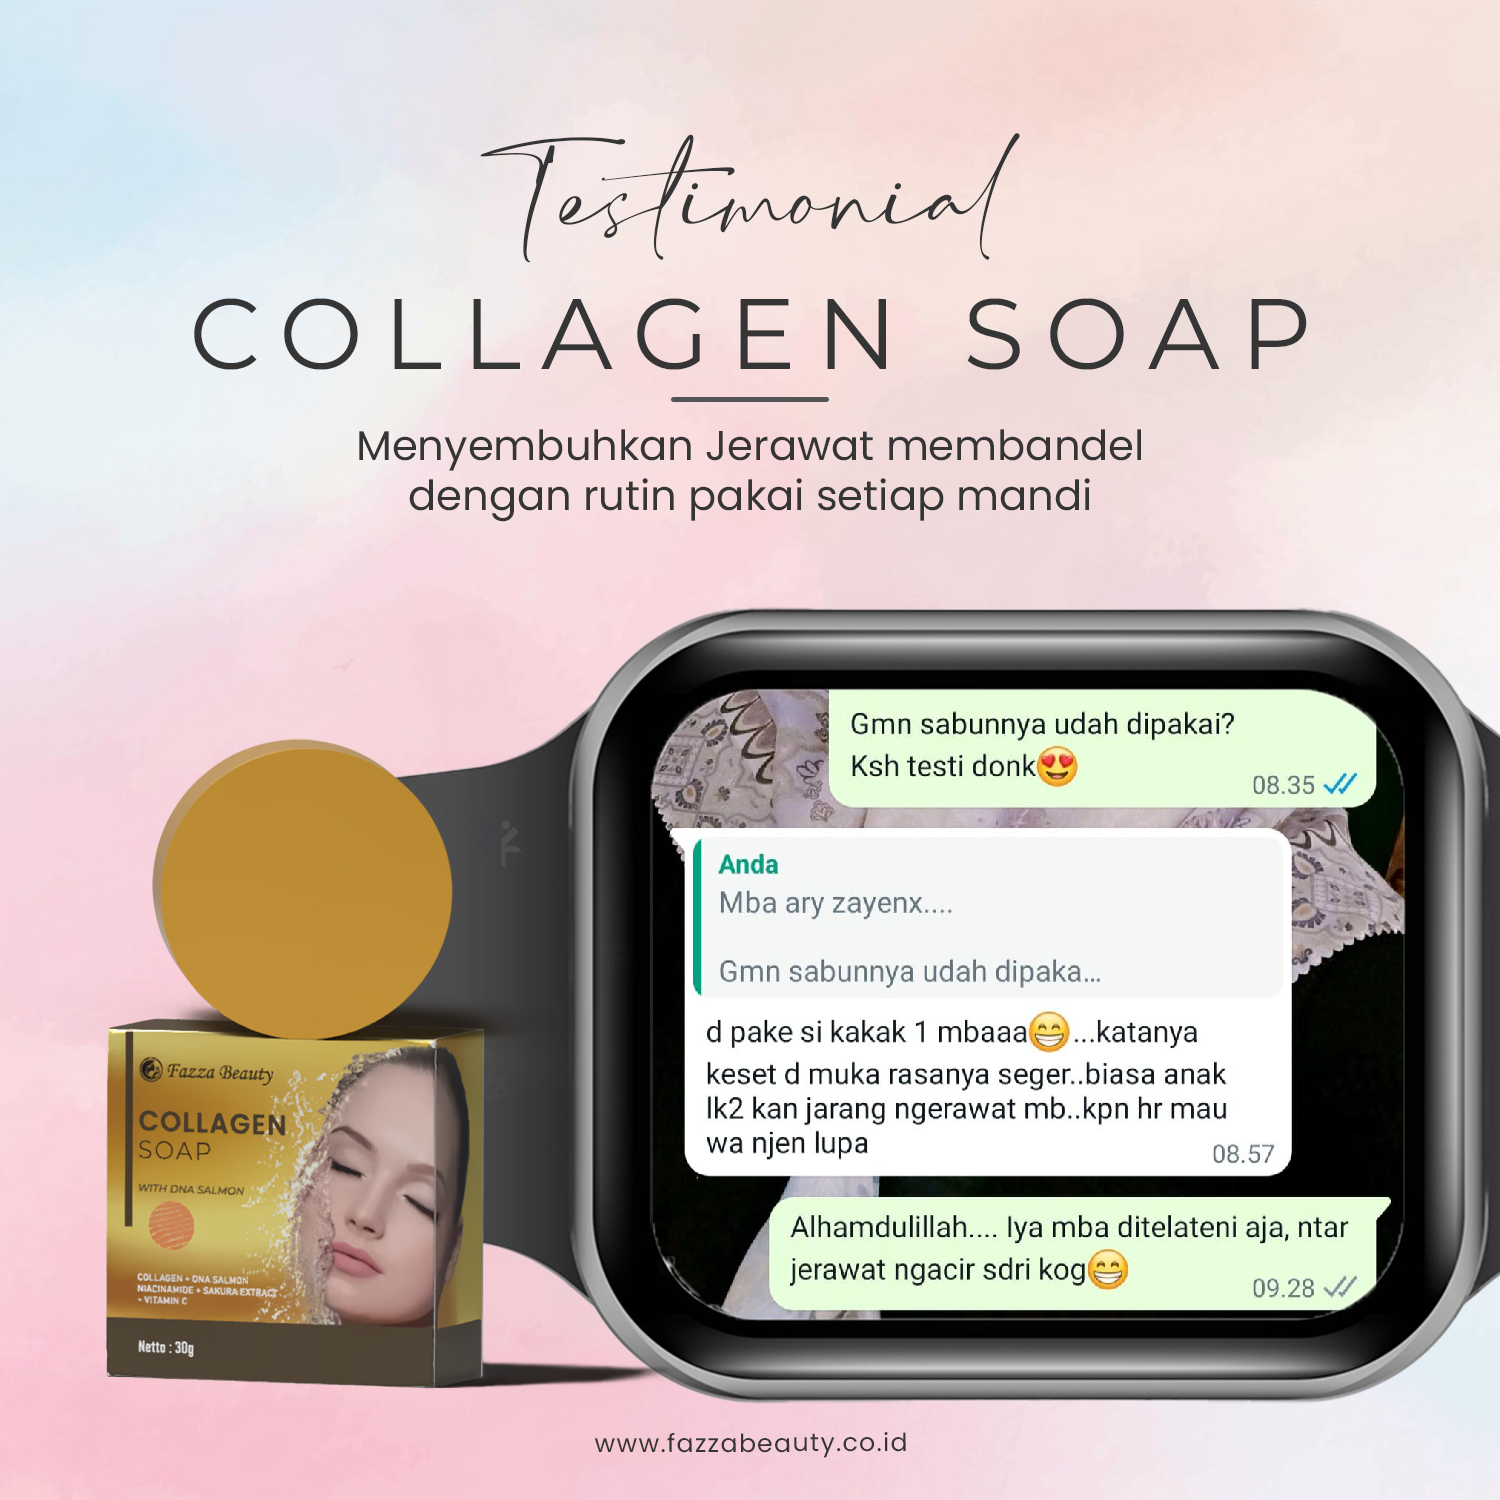 Testimonial
COLLAGEN SOAP
Menyembuhkan Jerawat membandel
dengan rutin pakai setiap mandi
Gmn sabunnya udah dipakai?
Ksh testi donk😍
08.35
Anda
Mba ary zayenx....
Gmn sabunnya udah dipaka...
d pake si kakak 1 mbaaa😁...katanya
keset d muka rasanya seger..biasa anak
lk2 kan jarang ngerawat mb..kpn hr mau
wa njen lupa
08.57
Alhamdulillah.... Iya mba ditelateni aja, ntar
jerawat ngacir sdri kog😁
09.28
Fazza Beauty
COLLAGEN
SOAP
WITH DNA SALMON
COLLAGEN + DNA SALMON
NIACINAMIDE + SAKURA EXTRACT
+ VITAMIN C
Netto : 30g
www.fazzabeauty.co.id